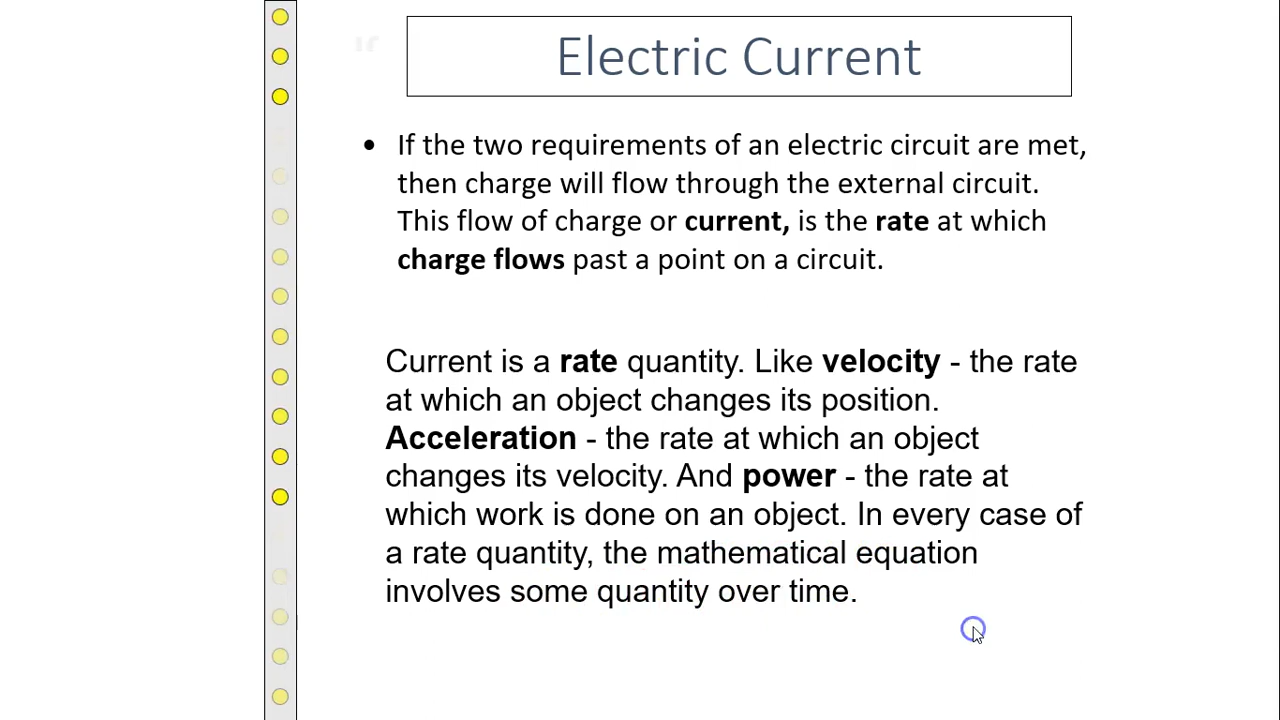 Electric Current
• If the two requirements of an electric circuit are met,
then charge will flow through the external circuit.
This flow of charge or current, is the rate at which
charge flows past a point on a circuit.
Current is a rate quantity. Like velocity - the rate
at which an object changes its position.
Acceleration - the rate at which an object
changes its velocity. And power - the rate at
which work is done on an object. In every case of
a rate quantity, the mathematical equation
involves some quantity over time.